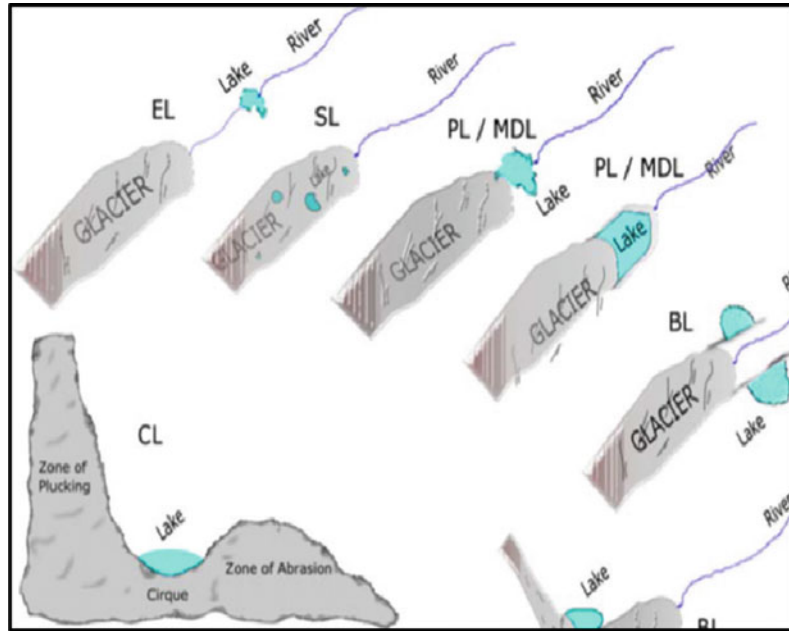 River
Lake
EL
GLACIER
River
SL
Lake
GLACIER
River
PL / MDL
Lake
GLACIER
River
PL / MDL
Lake
GLACIER
BL
GLACIER
Lake
CL
Zone of
Plucking
Lake
Cirque
Zone of Abrasion
River
Lake